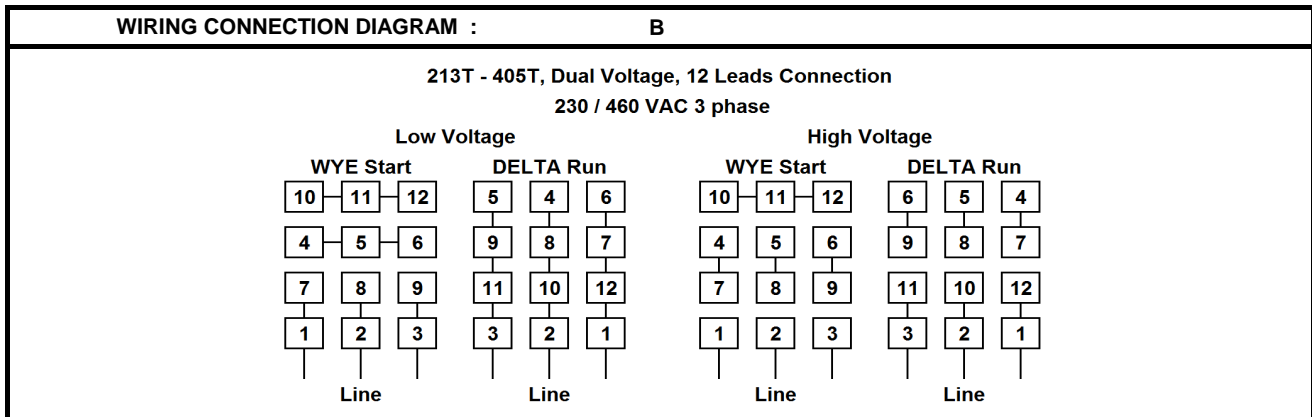 WIRING CONNECTION DIAGRAM : B
213T - 405T, Dual Voltage, 12 Leads Connection
230 / 460 VAC 3 phase
Low Voltage High Voltage
WYE Start DELTA Run WYE Start DELTA Run
10 11 12 5 4 6 10 11 12 6 5 4
4 5 6 9 8 7 4 5 6 9 8 7
7 8 9 11 10 12 7 8 9 11 10 12
1 2 3 3 2 1 1 2 3 3 2 1
Line Line Line Line